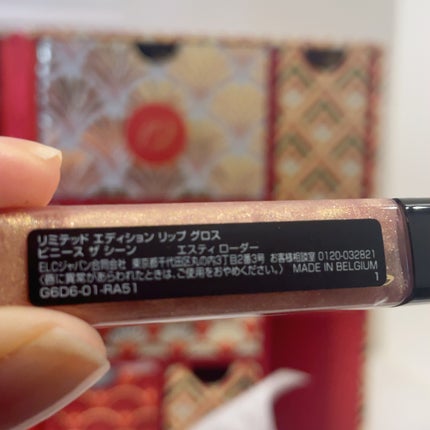 リミテッド エディション リップ グロス
ビニース ザ シーン エスティ ローダー
ELCジャパン合同会社 東京都千代田区丸の内3丁目2番3号 お客様相談室 0120-032821
〈唇に異常があらわれたときは、ご使用をおやめください。〉 MADE IN BELGIUM
G6D6-01-RA51 1